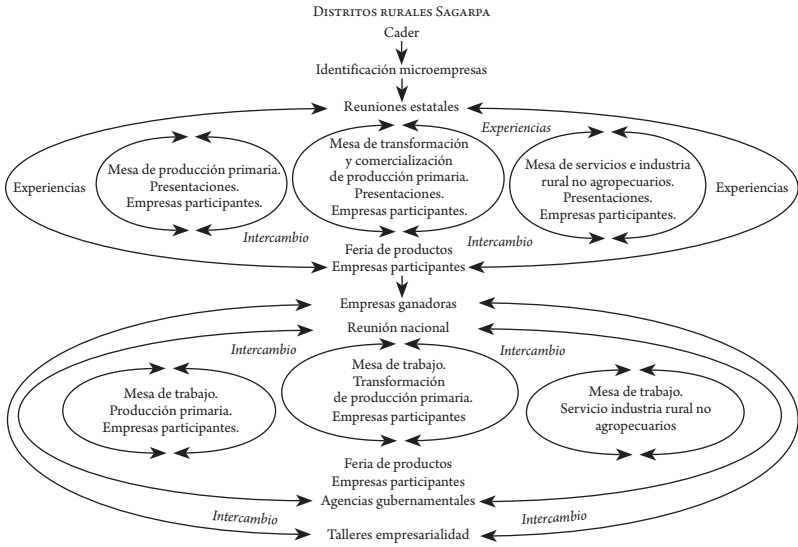 Distritos rurales Sagarpa
Cader
Identificación microempresas
Reuniones estatales
Experiencias
Mesa de producción primaria.
Presentaciones.
Empresas participantes.
Mesa de transformación
y comercialización
de producción primaria.
Presentaciones.
Empresas participantes.
Mesa de servicios e industria
rural no agropecuarios.
Presentaciones.
Empresas participantes.
Experiencias
Experiencias
Intercambio
Intercambio
Feria de productos
Empresas participantes
Empresas ganadoras
Reunión nacional
Intercambio
Intercambio
Mesa de trabajo.
Producción primaria.
Empresas participantes.
Mesa de trabajo.
Transformación
de producción primaria.
Empresas participantes
Mesa de trabajo.
Servicio industria rural no
agropecuarios
Feria de productos
Empresas participantes
Agencias gubernamentales
Intercambio
Intercambio
Talleres empresarialidad